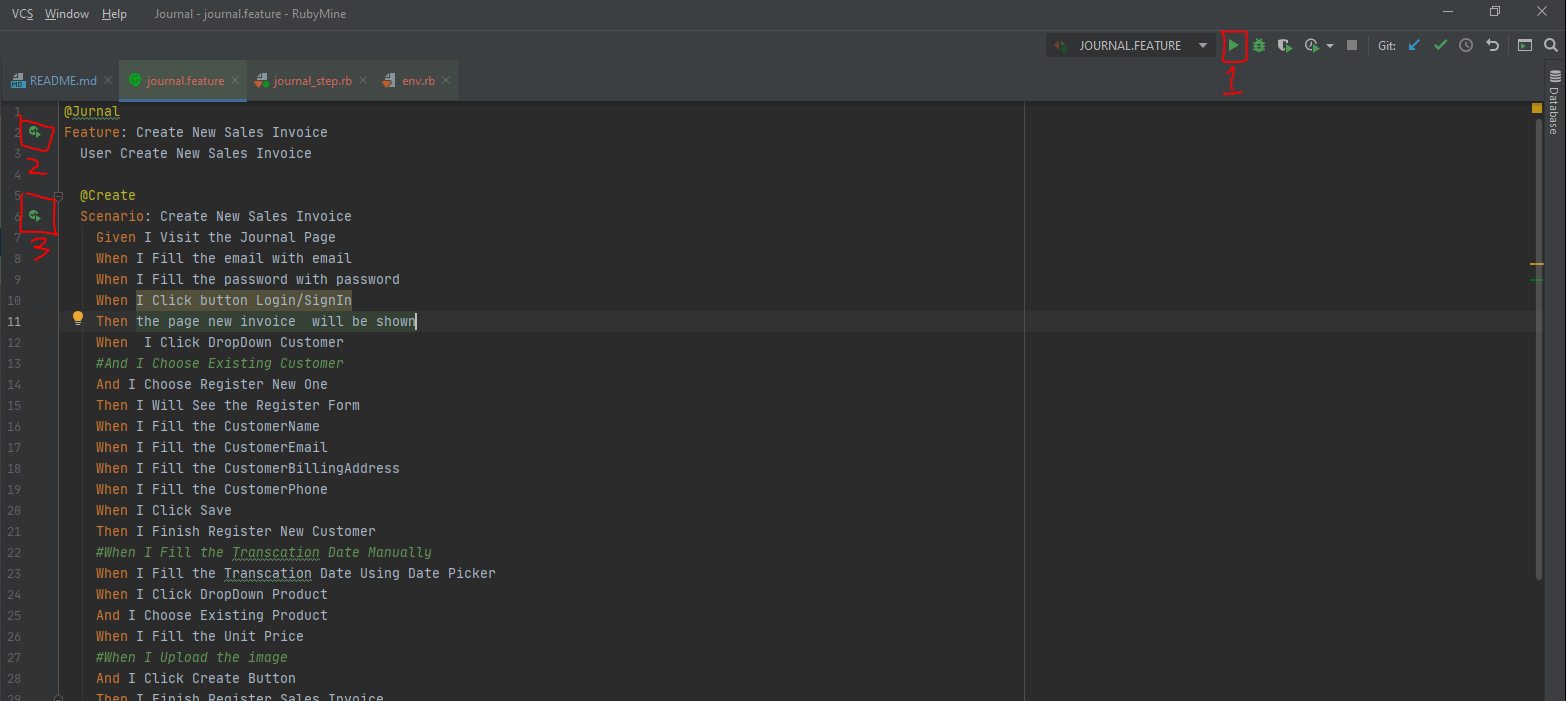 VCS Window Help Journal - journal.feature - RubyMine
JOURNAL.FEATURE Git:
1
README.md journal.feature journal_step.rb env.rb
Database
1 @Jurnal
2 Feature: Create New Sales Invoice
3 User Create New Sales Invoice
2
4
5 @Create
6 Scenario: Create New Sales Invoice
7 Given I Visit the Journal Page
3
8 When I Fill the email with email
9 When I Fill the password with password
10 When I Click button Login/SignIn
11 Then the page new invoice  will be shown
12 When  I Click DropDown Customer
13 #And I Choose Existing Customer
14 And I Choose Register New One
15 Then I Will See the Register Form
16 When I Fill the CustomerName
17 When I Fill the CustomerEmail
18 When I Fill the CustomerBillingAddress
19 When I Fill the CustomerPhone
20 When I Click Save
21 Then I Finish Register New Customer
22 #When I Fill the Transcation Date Manually
23 When I Fill the Transcation Date Using Date Picker
24 When I Click DropDown Product
25 And I Choose Existing Product
26 When I Fill the Unit Price
27 #When I Upload the image
28 And I Click Create Button
29 Then I Finish Register Sales Invoice